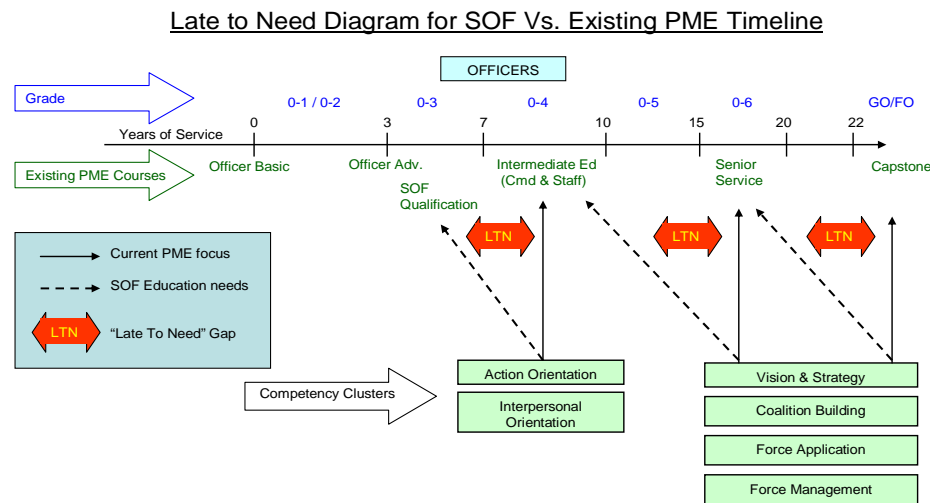 Late to Need Diagram for SOF Vs. Existing PME Timeline
OFFICERS
Grade
0-1 / 0-2
0-3
0-4
0-5
0-6
GO/FO
Years of Service
0
3
7
10
15
20
22
Existing PME Courses
Officer Basic
Officer Adv.
SOF
Qualification
Intermediate Ed
(Cmd & Staff)
Senior
Service
Capstone
LTN
LTN
LTN
Current PME focus
SOF Education needs
LTN
“Late To Need” Gap
Competency Clusters
Action Orientation
Interpersonal
Orientation
Vision & Strategy
Coalition Building
Force Application
Force Management